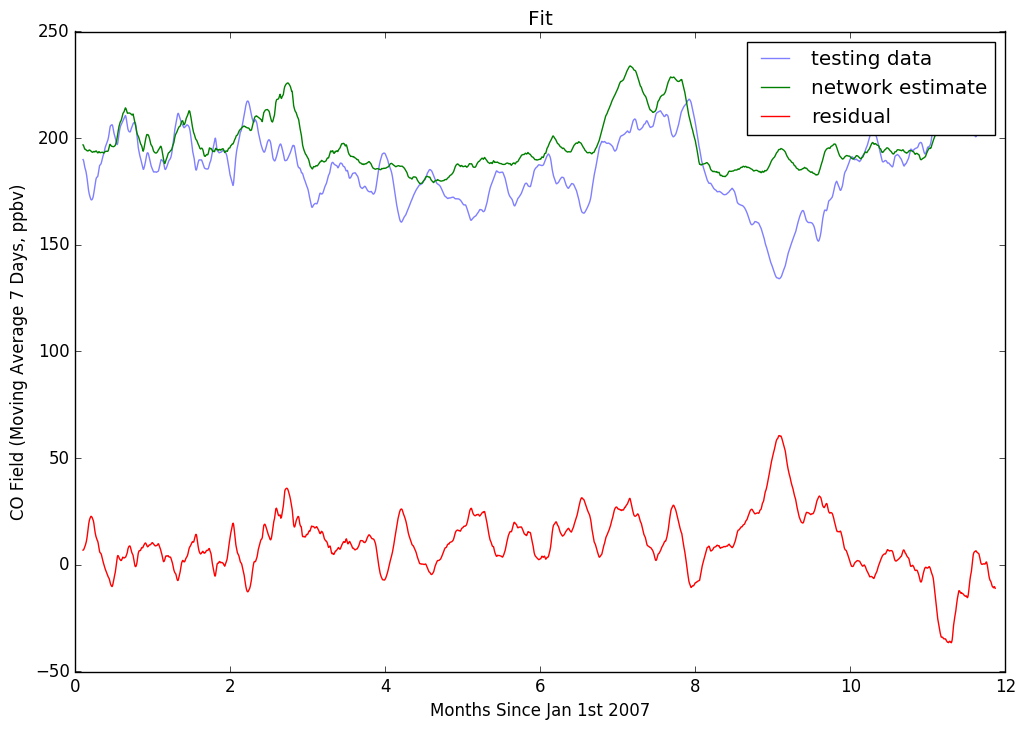 Fit
testing data
network estimate
residual
CO Field (Moving Average 7 Days, ppbv)
250
200
150
100
50
0
−50
0 2 4 6 8 10 12
Months Since Jan 1st 2007